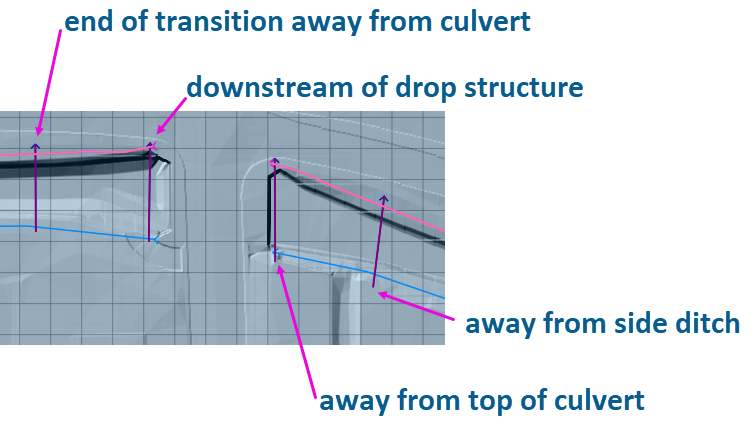 end of transition away from culvert
downstream of drop structure
away from side ditch
away from top of culvert